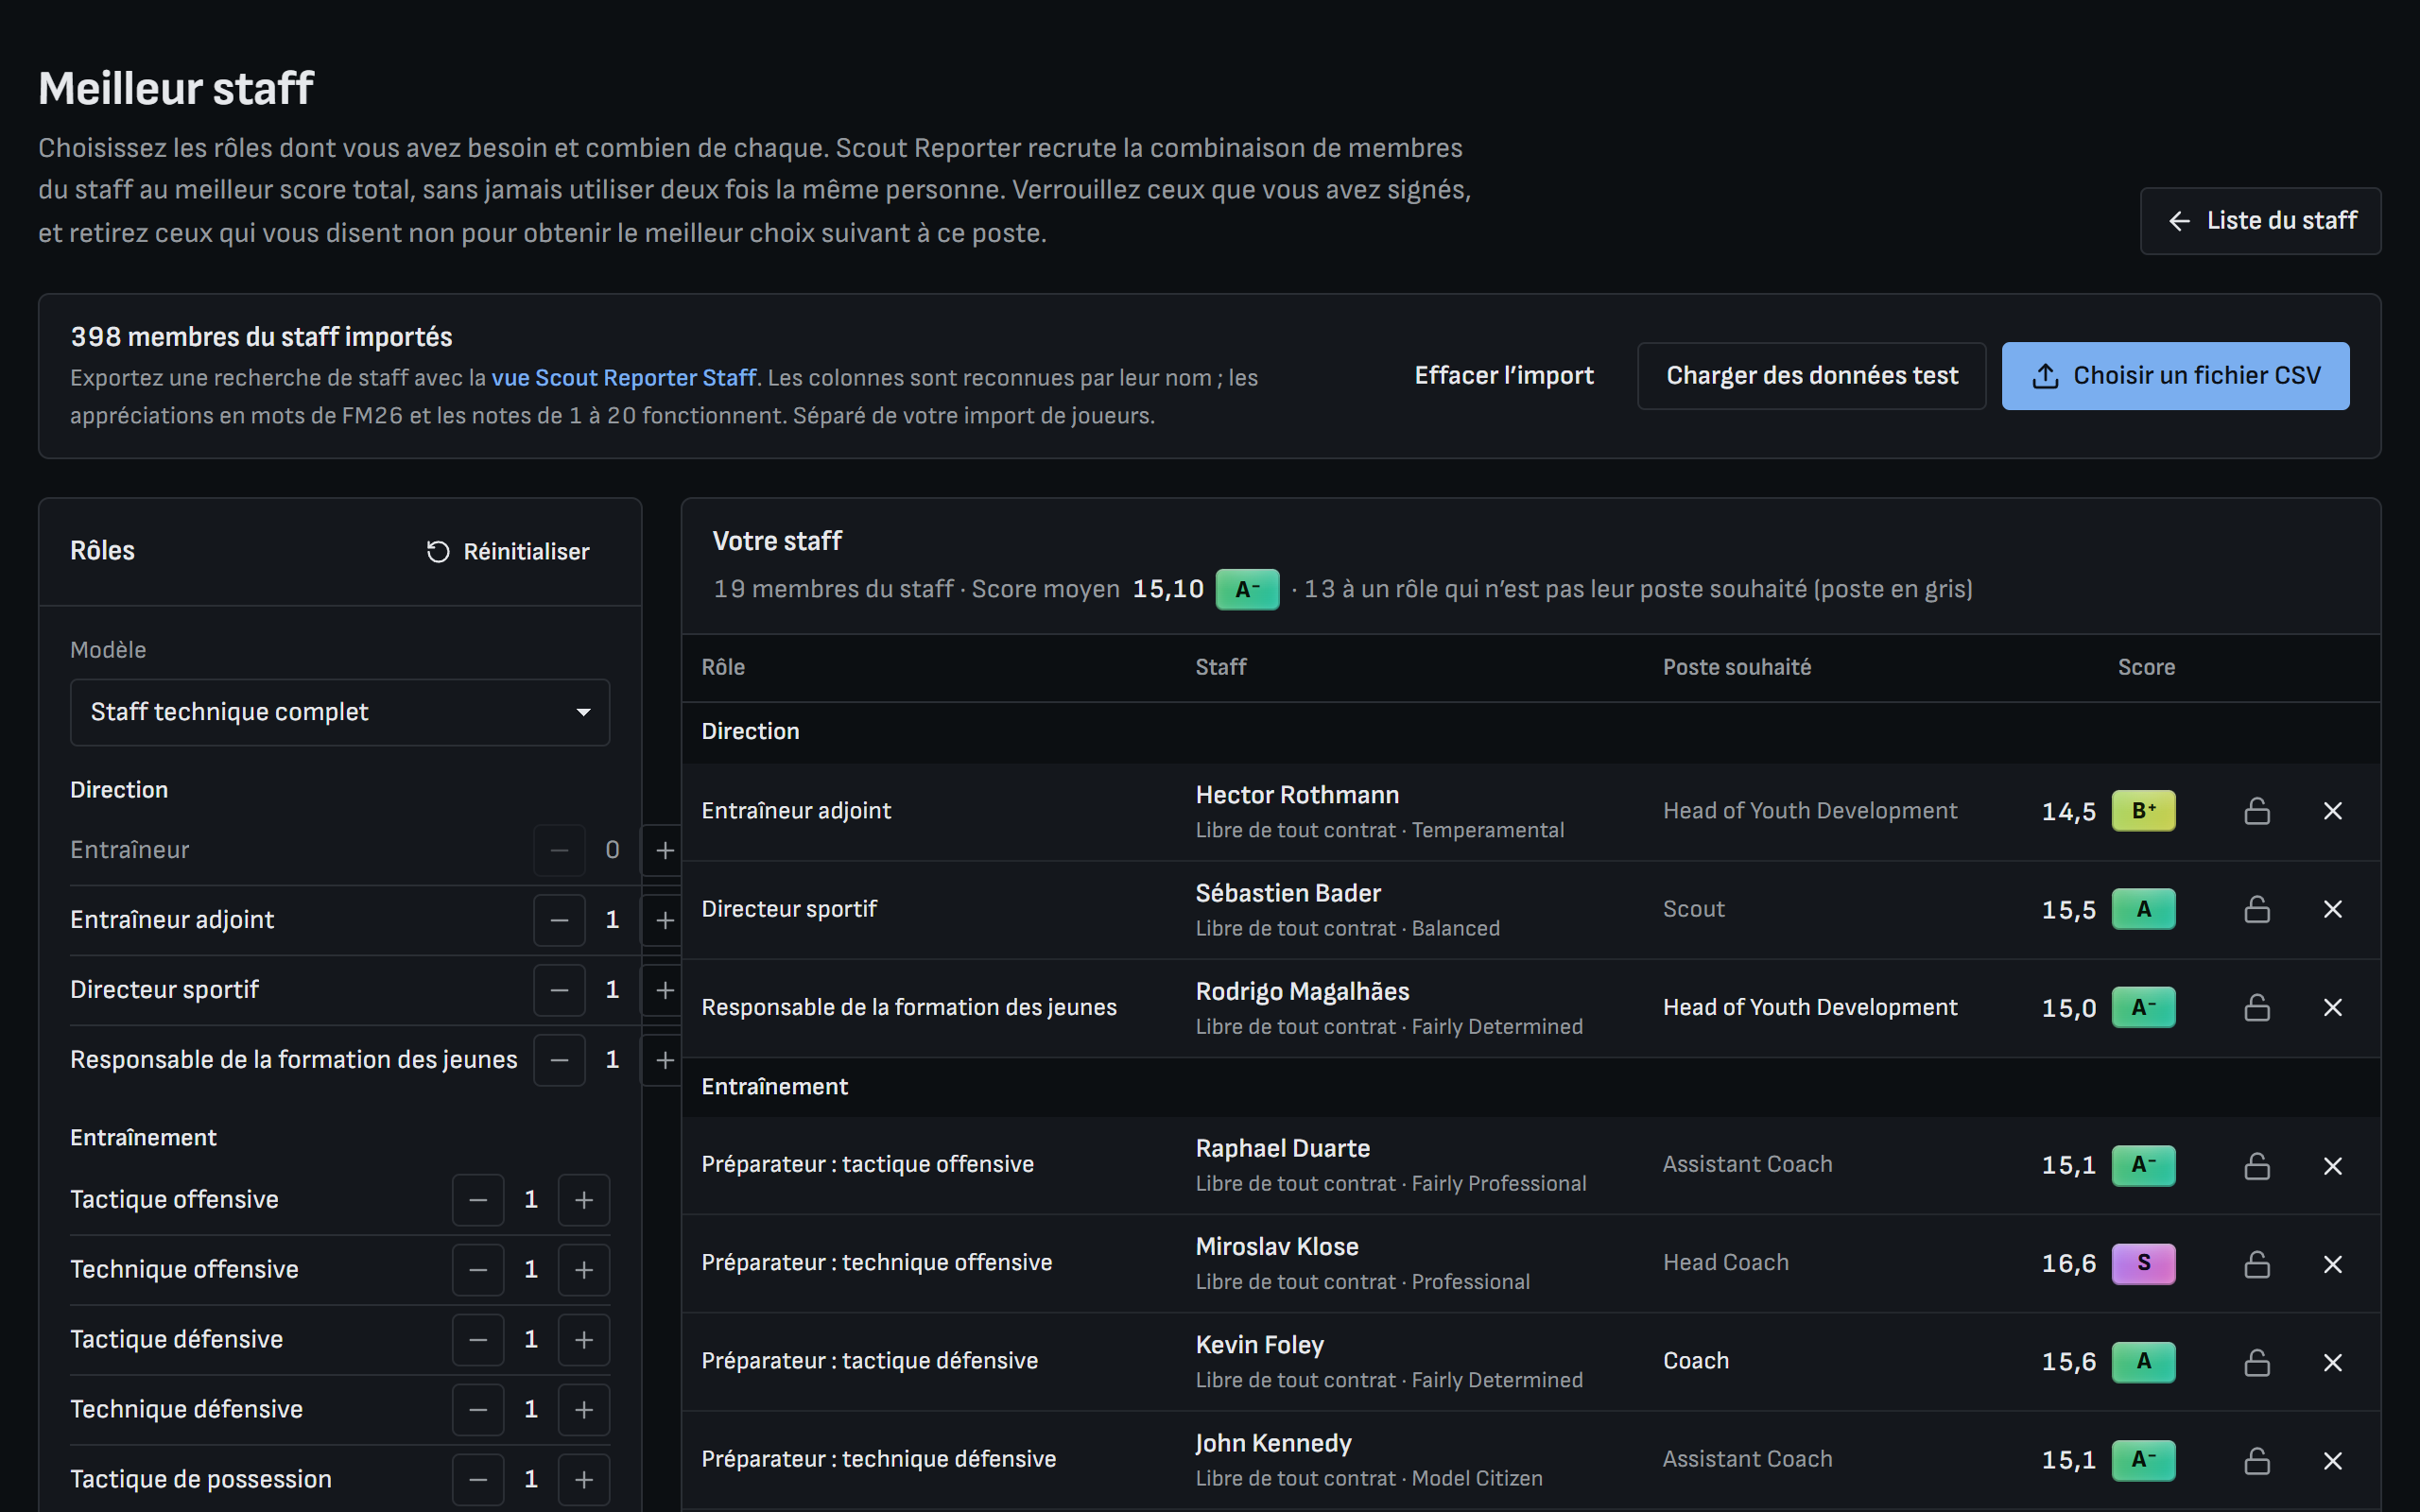 Meilleur staff
Choisissez les rôles dont vous avez besoin et combien de chaque. Scout Reporter recrute la combinaison de membres
du staff au meilleur score total, sans jamais utiliser deux fois la même personne. Verrouillez ceux que vous avez signés,
et retirez ceux qui vous disent non pour obtenir le meilleur choix suivant à ce poste.
Liste du staff
398 membres du staff importés
Exportez une recherche de staff avec la vue Scout Reporter Staff. Les colonnes sont reconnues par leur nom ; les
appréciations en mots de FM26 et les notes de 1 à 20 fonctionnent. Séparé de votre import de joueurs.
Effacer l’import
Charger des données test
Choisir un fichier CSV
Rôles
Réinitialiser
Modèle
Staff technique complet
Direction
Entraîneur
0
Entraîneur adjoint
1
Directeur sportif
1
Responsable de la formation des jeunes
1
Entraînement
Tactique offensive
1
Technique offensive
1
Tactique défensive
1
Technique défensive
1
Tactique de possession
1
Votre staff
19 membres du staff · Score moyen 15,10 A⁻ · 13 à un rôle qui n’est pas leur poste souhaité (poste en gris)
Rôle Staff Poste souhaité Score
Direction
Entraîneur adjoint
Hector Rothmann
Libre de tout contrat · Temperamental
Head of Youth Development
14,5 B⁺
Directeur sportif
Sébastien Bader
Libre de tout contrat · Balanced
Scout
15,5 A
Responsable de la formation des jeunes
Rodrigo Magalhães
Libre de tout contrat · Fairly Determined
Head of Youth Development
15,0 A⁻
Entraînement
Préparateur : tactique offensive
Raphael Duarte
Libre de tout contrat · Fairly Professional
Assistant Coach
15,1 A⁻
Préparateur : technique offensive
Miroslav Klose
Libre de tout contrat · Professional
Head Coach
16,6 S
Préparateur : tactique défensive
Kevin Foley
Libre de tout contrat · Fairly Determined
Coach
15,6 A
Préparateur : technique défensive
John Kennedy
Libre de tout contrat · Model Citizen
Assistant Coach
15,1 A⁻